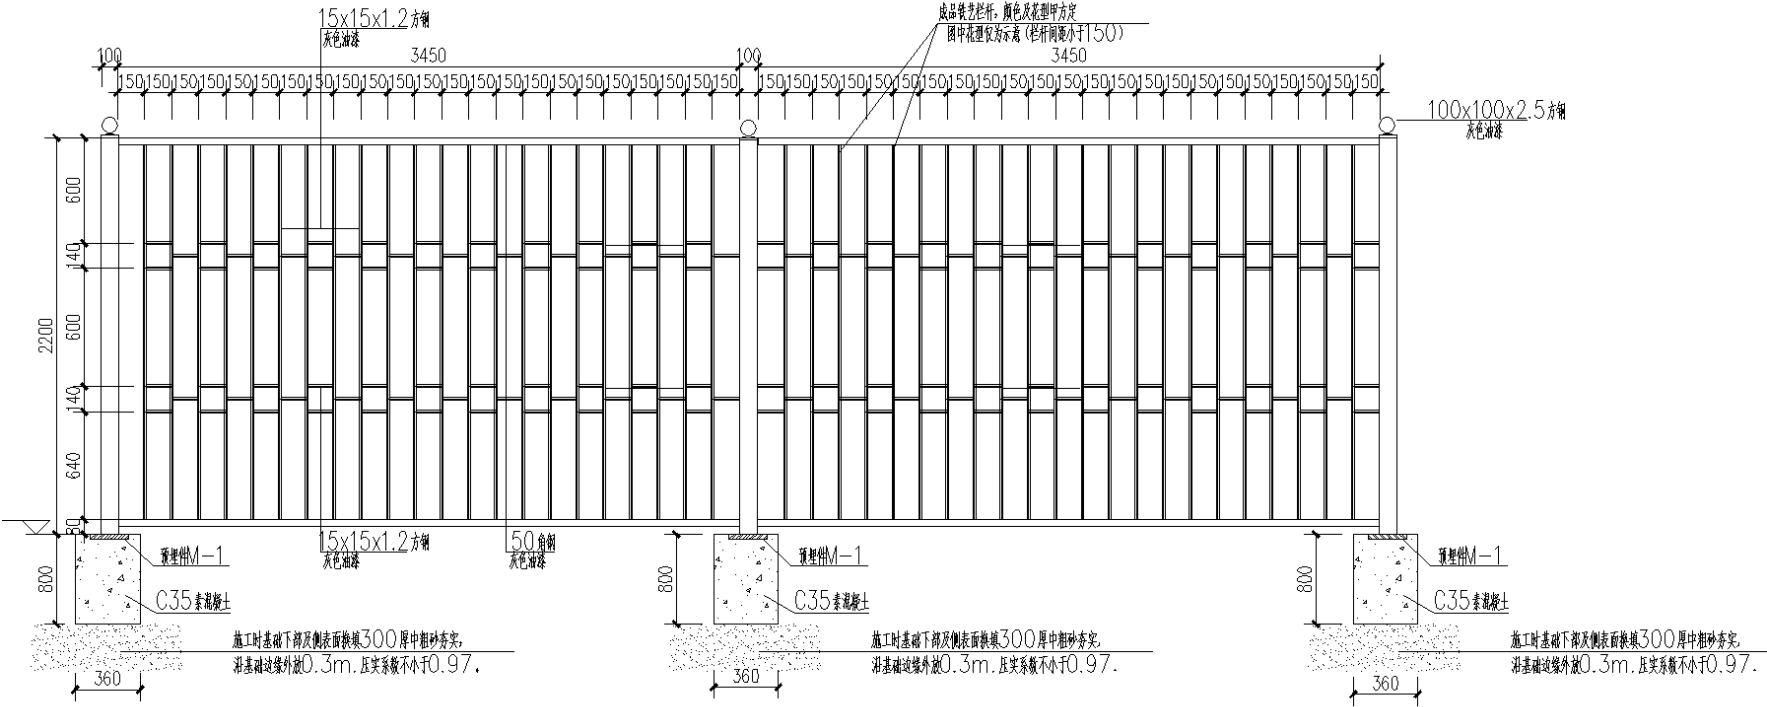 15x15x1.2方钢
灰色油漆
成品铁艺栏杆，颜色及花型甲方定
图中花型仅为示意（栏杆间距小于150）
100 3450 100 3450
150 150 150 150 150 150 150 150 150 150 150 150 150 150 150 150 150 150 150 150 150 150 150 150 150 150 150 150 150 150 150 150 150 150 150 150 150 150 150 150 150 150 150 150 150 150
100x100x2.5方钢
灰色油漆
600
140
600
2200
140
640
80
15x15x1.2方钢
灰色油漆
50角钢
灰色油漆
预埋件M-1
预埋件M-1
预埋件M-1
800
800
800
C35素混凝土
C35素混凝土
C35素混凝土
施工时基础下部及侧表面换填300厚中粗砂夯实，
沿基础边缘外放0.3m.压实系数不小于0.97.
施工时基础下部及侧表面换填300厚中粗砂夯实，
沿基础边缘外放0.3m.压实系数不小于0.97.
施工时基础下部及侧表面换填300厚中粗砂夯实，
沿基础边缘外放0.3m.压实系数不小于0.97.
360
360
360